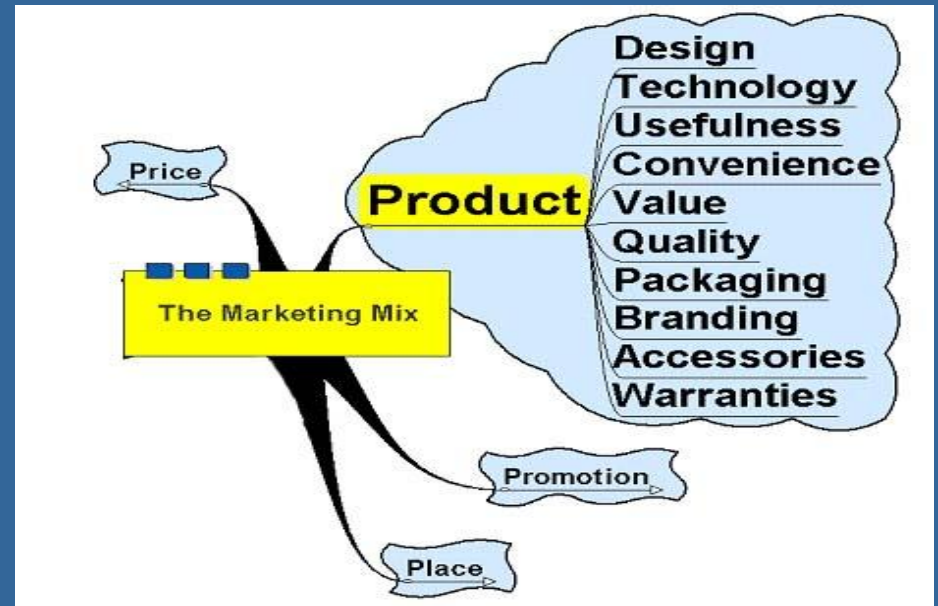 Price
The Marketing Mix
Product
Design
Technology
Usefulness
Convenience
Value
Quality
Packaging
Branding
Accessories
Warranties
Promotion
Place